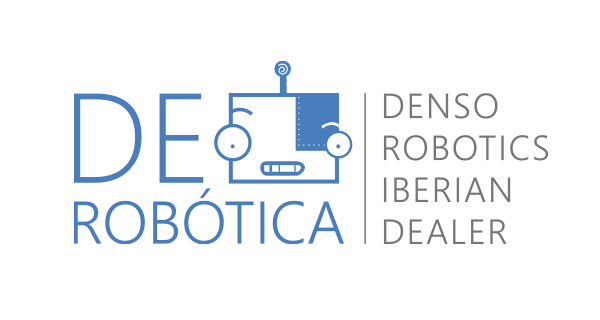 DE
ROBÓTICA
DENSO
ROBOTICS
IBERIAN
DEALER